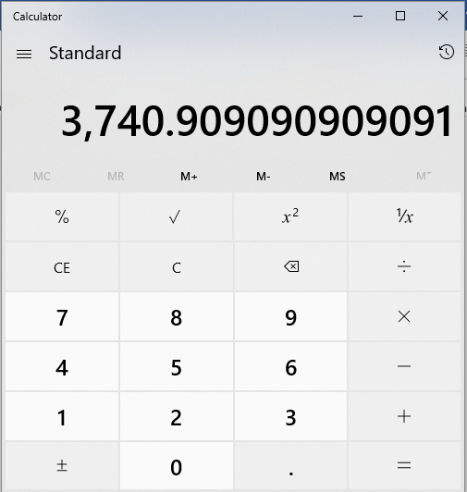 Calculator
Standard
3,740.909090909091
MC MR M+ M- MS M˅
% √ x² ¹/x
CE C ÷
7 8 9 ×
4 5 6 −
1 2 3 +
± 0 . =